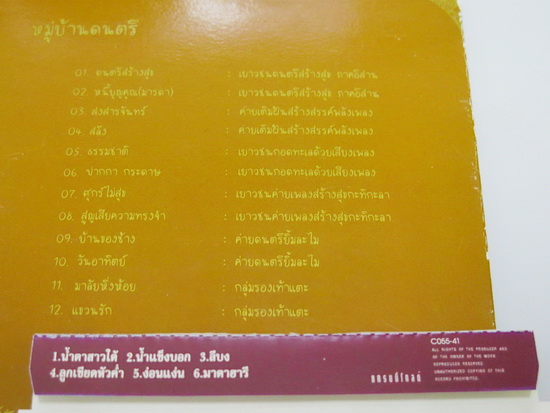 หมู่บ้านดนตรี
01. ดนตรีสร้างสุข : เยาวชนดนตรีสร้างสุข ภาคอีสาน
02. หนี้บุญคุณ(มารดา) : เยาวชนดนตรีสร้างสุข ภาคอีสาน
03. สงสารจันทร์ : ค่ายเติมฝันสร้างสรรค์พลังเพลง
04. สลึง : ค่ายเติมฝันสร้างสรรค์พลังเพลง
05. ธรรมชาติ : เยาวชนกอดทะเลด้วยเสียงเพลง
06. ปากกา กระดาษ : เยาวชนกอดทะเลด้วยเสียงเพลง
07. ศุกร์ไม่สุข : เยาวชนค่ายเพลงสร้างสุขกะทิกะลา
08. สูญเสียความทรงจำ : เยาวชนค่ายเพลงสร้างสุขกะทิกะลา
09. บ้านของช้าง : ค่ายดนตรียิ้มละไม
10. วันอาทิตย์ : ค่ายดนตรียิ้มละไม
11. มาลัยหิ่งห้อย : กลุ่มรองเท้าแตะ
12. แขวนรัก : กลุ่มรองเท้าแตะ
1.น้ำตาสาวใต้ 2.น้ำแข็งบอก 3.ลีบง
4.ลูกเขียดหัวค่ำ 5.ง่อนแง่น 6.มาตาฮารี
C055-41
ALL RIGHTS OF THE PRODUCER AND
OF THE OWNER OF THE WORK
REPRODUCED RESERVED
UNAUTHORIZED COPYING OF THIS
RECORD PROHIBITED.